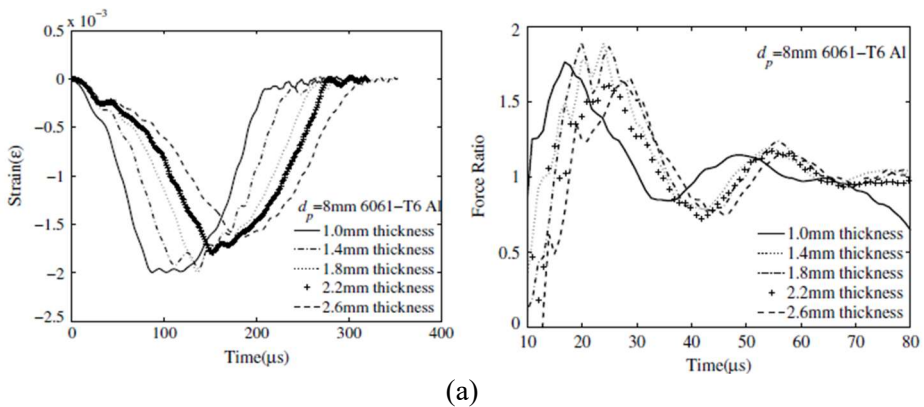 0.5 x 10⁻³
0
−0.5
−1
−1.5
−2
−2.5
Strain(ε)
d_p=8mm 6061−T6 Al
1.0mm thickness
1.4mm thickness
1.8mm thickness
2.2mm thickness
2.6mm thickness
0 100 200 300 400
Time(μs)
2
1.5
1
0.5
0
Force Ratio
d_p=8mm 6061−T6 Al
1.0mm thickness
1.4mm thickness
1.8mm thickness
2.2mm thickness
2.6mm thickness
10 20 30 40 50 60 70 80
Time(μs)
(a)